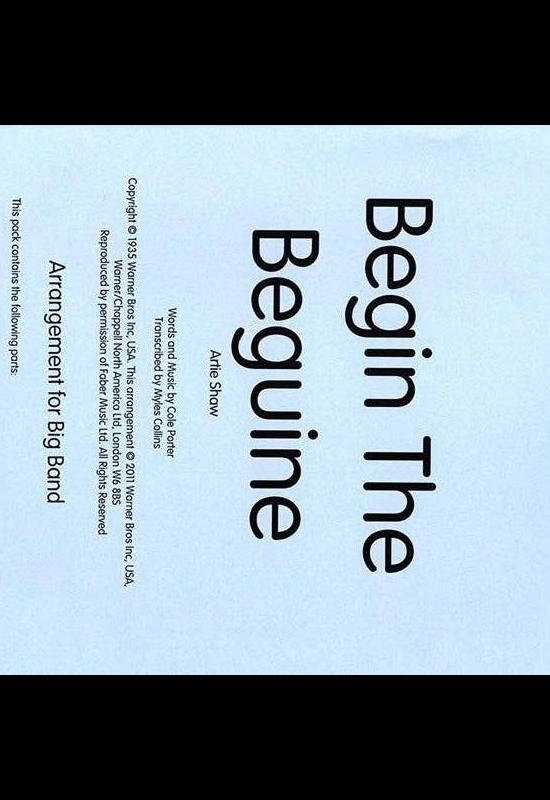 Begin The
Beguine
Artie Shaw
Words and Music by Cole Porter
Transcribed by Myles Collins
Copyright © 1935 Warner Bros Inc, USA. This arrangement © 2011 Warner Bros Inc, USA,
Warner/Chappell North America Ltd, London W6 8BS
Reproduced by permission of Faber Music Ltd. All Rights Reserved
Arrangement for Big Band
This pack contains the following parts: